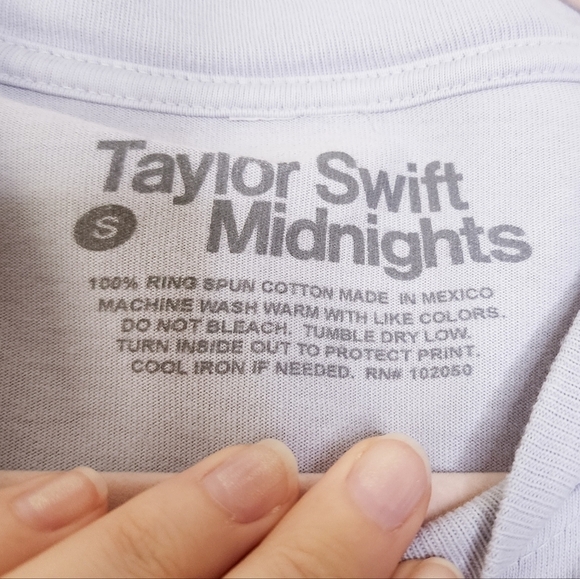 Taylor Swift
S Midnights
100% RING SPUN COTTON MADE IN MEXICO
MACHINE WASH WARM WITH LIKE COLORS.
DO NOT BLEACH. TUMBLE DRY LOW.
TURN INSIDE OUT TO PROTECT PRINT.
COOL IRON IF NEEDED. RN# 102050